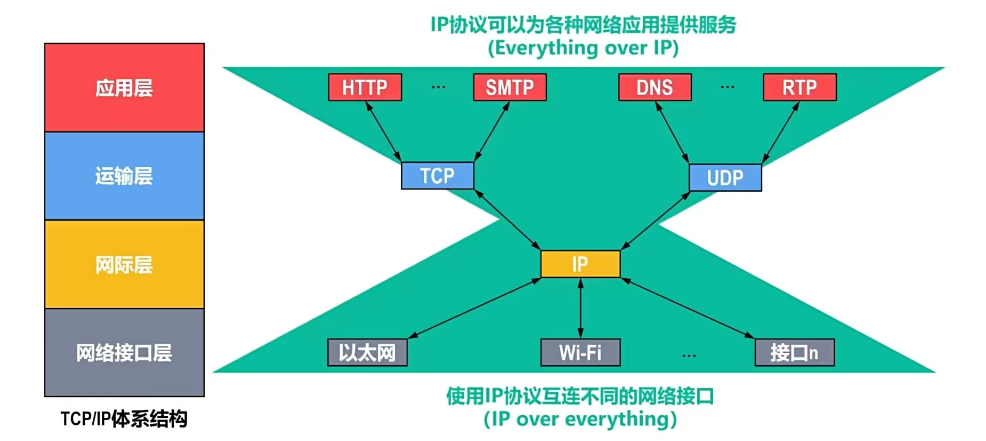 IP协议可以为各种网络应用提供服务
(Everything over IP)
应用层
HTTP ... SMTP DNS ... RTP
运输层
TCP UDP
网际层
IP
网络接口层
以太网 Wi-Fi ... 接口n
TCP/IP体系结构
使用IP协议互连不同的网络接口
(IP over everything)